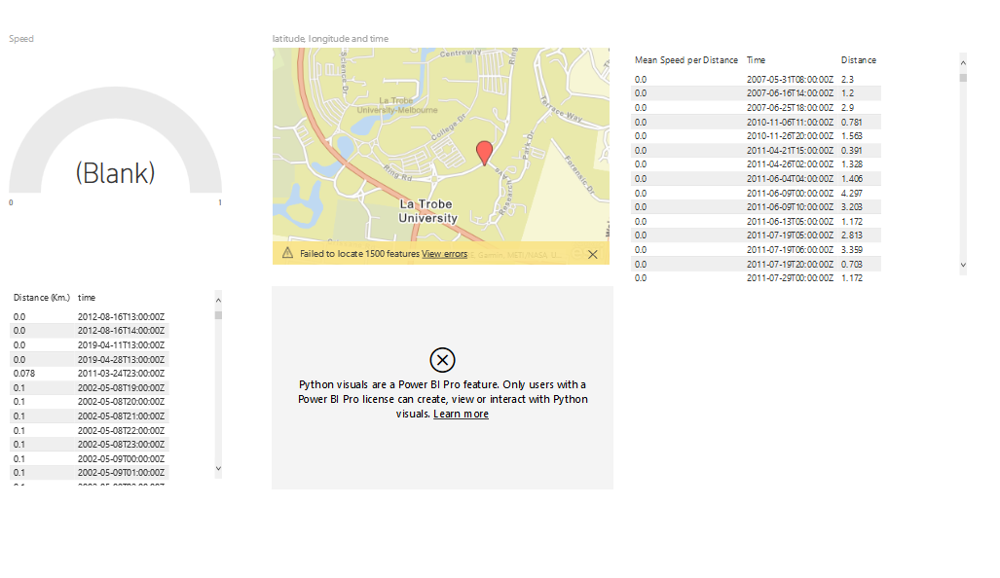 Speed
(Blank)
0
1
latitude, longitude and time
Centreway
Science Dr
Ring
La Trobe
University-Melbourne
College Dr
Terrace Way
Park Dr
Forensic Dr
Ring Rd
Research Ave
La Trobe
University
Failed to locate 1500 features View errors
Mean Speed per Distance Time Distance
0.0 2007-05-31T08:00:00Z 2.3
0.0 2007-06-16T14:00:00Z 1.2
0.0 2007-06-25T18:00:00Z 2.9
0.0 2010-11-06T11:00:00Z 0.781
0.0 2010-11-26T20:00:00Z 1.563
0.0 2011-04-21T15:00:00Z 0.391
0.0 2011-04-26T02:00:00Z 1.328
0.0 2011-06-04T04:00:00Z 1.406
0.0 2011-06-09T00:00:00Z 4.297
0.0 2011-06-09T10:00:00Z 3.203
0.0 2011-06-13T05:00:00Z 1.172
0.0 2011-07-19T05:00:00Z 2.813
0.0 2011-07-19T06:00:00Z 3.359
0.0 2011-07-19T20:00:00Z 0.703
0.0 2011-07-29T00:00:00Z 1.172
Distance (Km.) time
0.0 2012-08-16T13:00:00Z
0.0 2012-08-16T14:00:00Z
0.0 2019-04-11T13:00:00Z
0.0 2019-04-28T13:00:00Z
0.078 2011-03-24T23:00:00Z
0.1 2002-05-08T19:00:00Z
0.1 2002-05-08T20:00:00Z
0.1 2002-05-08T21:00:00Z
0.1 2002-05-08T22:00:00Z
0.1 2002-05-08T23:00:00Z
0.1 2002-05-09T00:00:00Z
0.1 2002-05-09T01:00:00Z
Python visuals are a Power BI Pro feature. Only users with a
Power BI Pro license can create, view or interact with Python
visuals. Learn more